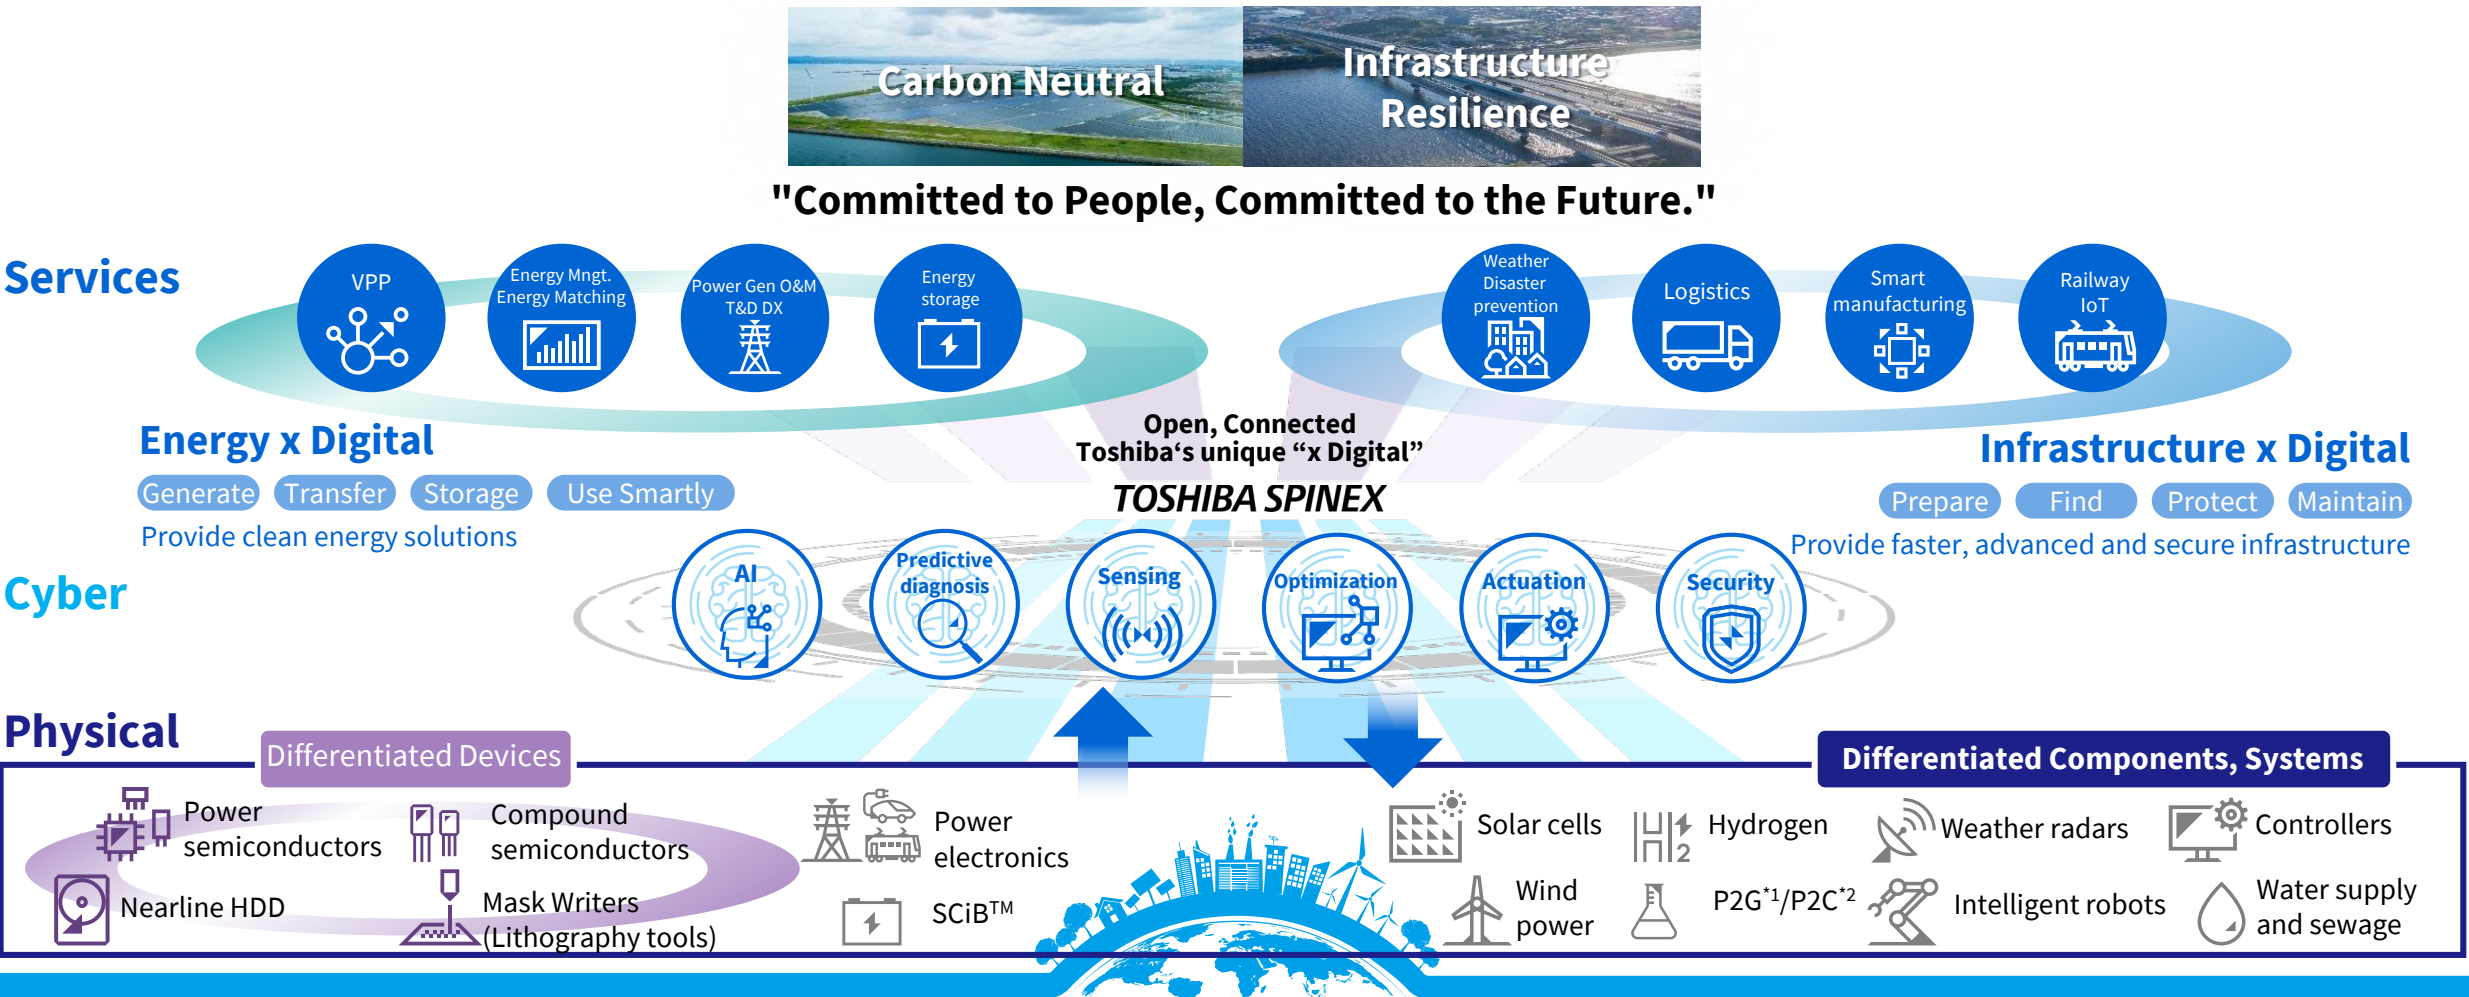 Carbon Neutral
Infrastructure
Resilience
"Committed to People, Committed to the Future."
Services
VPP
Energy Mngt.
Energy Matching
Power Gen O&M
T&D DX
Energy
storage
Weather
Disaster
prevention
Logistics
Smart
manufacturing
Railway
IoT
Energy x Digital
Generate
Transfer
Storage
Use Smartly
Provide clean energy solutions
Open, Connected
Toshiba‘s unique “x Digital”
TOSHIBA SPINEX
Infrastructure x Digital
Prepare
Find
Protect
Maintain
Provide faster, advanced and secure infrastructure
Cyber
AI
Predictive
diagnosis
Sensing
Optimization
Actuation
Security
Physical
Differentiated Devices
Power
semiconductors
Compound
semiconductors
Nearline HDD
Mask Writers
(Lithography tools)
Power
electronics
SCiB™
Differentiated Components, Systems
Solar cells
H2
Hydrogen
Weather radars
Controllers
Wind
power
P2G*1/P2C*2
Intelligent robots
Water supply
and sewage